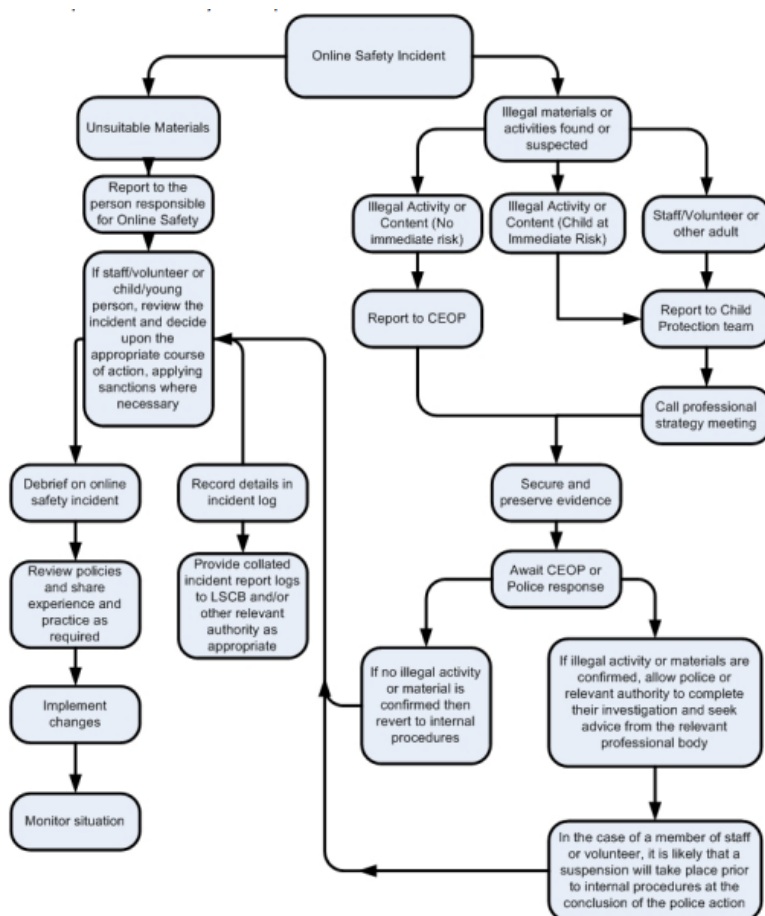 Online Safety Incident
Unsuitable Materials
Report to the
person responsible
for Online Safety
If staff/volunteer or
child/young
person, review the
incident and decide
upon the
appropriate course
of action, applying
sanctions where
necessary
Debrief on online
safety incident
Review policies
and share
experience and
practice as
required
Implement
changes
Monitor situation
Record details in
incident log
Provide collated
incident report logs
to LSCB and/or
other relevant
authority as
appropriate
Illegal materials or
activities found or
suspected
Illegal Activity or
Content (No
immediate risk)
Illegal Activity or
Content (Child at
Immediate Risk)
Staff/Volunteer or
other adult
Report to CEOP
Report to Child
Protection team
Call professional
strategy meeting
Secure and
preserve evidence
Await CEOP or
Police response
If no illegal activity
or material is
confirmed then
revert to internal
procedures
If illegal activity or materials are
confirmed, allow police or
relevant authority to complete
their investigation and seek
advice from the relevant
professional body
In the case of a member of staff
or volunteer, it is likely that a
suspension will take place prior
to internal procedures at the
conclusion of the police action